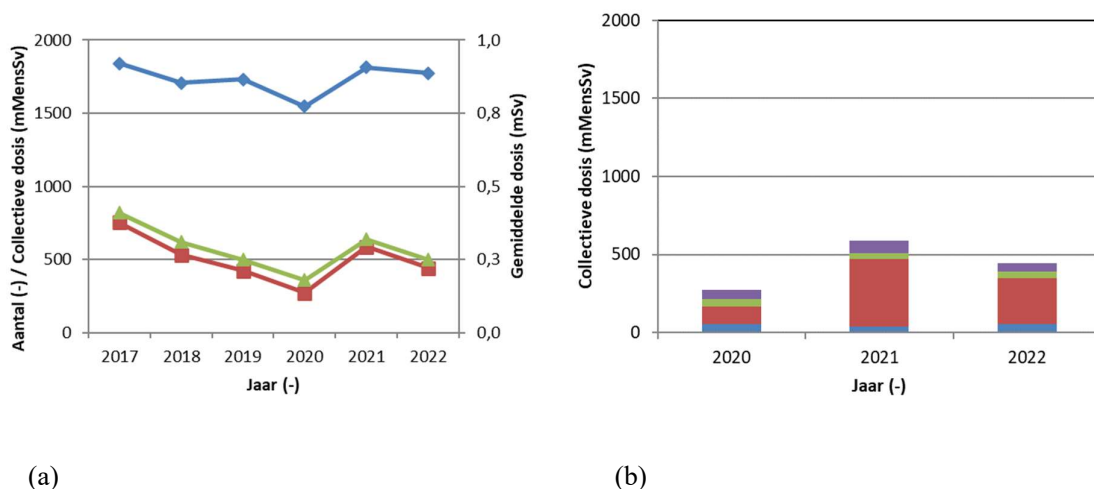 2000
1500
1000
500
0
Aantal (-) / Collectieve dosis (mMensSv)
1,0
0,8
0,5
0,3
0,0
Gemiddelde dosis (mSv)
2017 2018 2019 2020 2021 2022
Jaar (-)
(a)
2000
1500
1000
500
0
Collectieve dosis (mMensSv)
2020 2021 2022
Jaar (-)
(b)